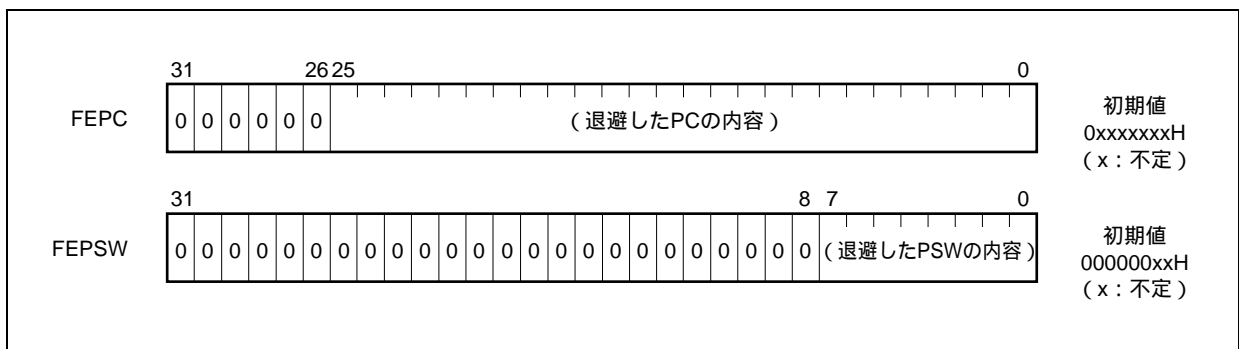 31 26 25 0
FEPC 0 0 0 0 0 0 (退避したPCの内容) 初期値
0xxxxxxxH
(x:不定)
31 8 7 0
FEPSW 0 0 0 0 0 0 0 0 0 0 0 0 0 0 0 0 0 0 0 0 0 0 0 0 (退避したPSWの内容) 初期値
000000xxH
(x:不定)